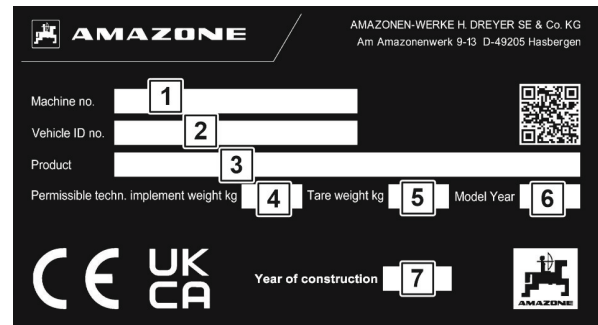 AMAZONE
AMAZONEN-WERKE H. DREYER SE & Co. KG
Am Amazonenwerk 9-13 D-49205 Hasbergen
Machine no. 1
Vehicle ID no. 2
Product 3
Permissible techn. implement weight kg 4 Tare weight kg 5 Model Year 6
CE UK
CA
Year of construction 7
AMAZONE